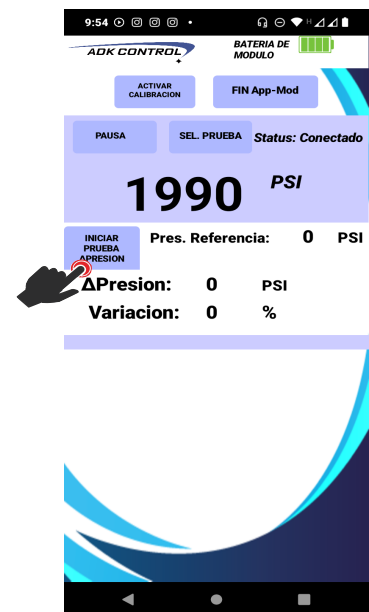 9:54
H
ADK CONTROL
BATERIA DE
MODULO
ACTIVAR
CALIBRACION
FIN App-Mod
PAUSA
SEL. PRUEBA
Status: Conectado
1990 PSI
INICIAR
PRUEBA
ΔPRESION
Pres. Referencia: 0 PSI
ΔPresion: 0 PSI
Variacion: 0 %